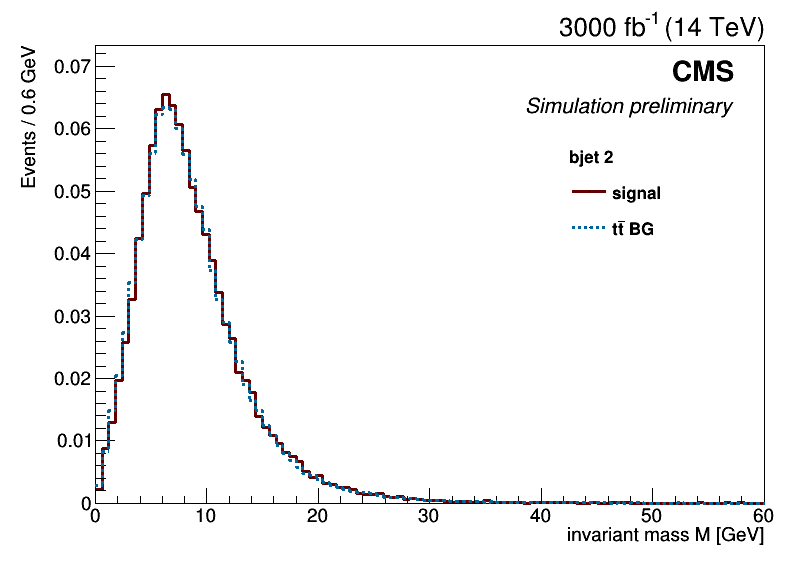 3000 fb⁻¹ (14 TeV)
Events / 0.6 GeV
CMS
Simulation preliminary
bjet 2
signal
tt̄ BG
0.07
0.06
0.05
0.04
0.03
0.02
0.01
0
0 10 20 30 40 50 60
invariant mass M [GeV]